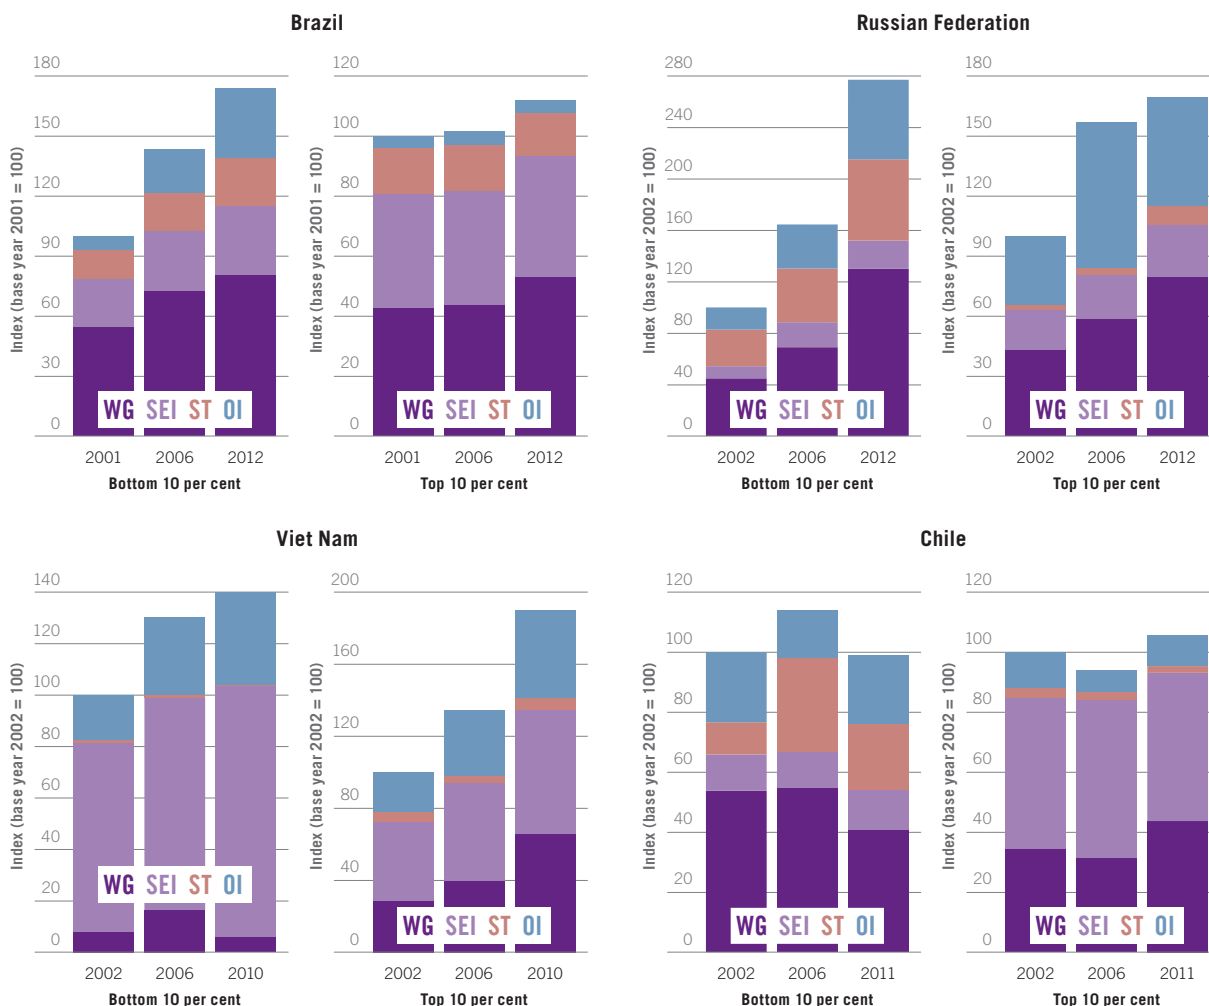 Brazil
Index (base year 2001 = 100)
180
150
120
90
60
30
0
WG SEI ST OI
2001 2006 2012
Bottom 10 per cent
Index (base year 2001 = 100)
120
100
80
60
40
20
0
WG SEI ST OI
2001 2006 2012
Top 10 per cent
Russian Federation
Index (base year 2002 = 100)
280
240
200
160
120
80
40
0
WG SEI ST OI
2002 2006 2012
Bottom 10 per cent
Index (base year 2002 = 100)
180
150
120
90
60
30
0
WG SEI ST OI
2002 2006 2012
Top 10 per cent
Viet Nam
Index (base year 2002 = 100)
140
120
100
80
60
40
20
0
WG SEI ST OI
2002 2006 2010
Bottom 10 per cent
Index (base year 2002 = 100)
200
160
120
80
40
0
WG SEI ST OI
2002 2006 2010
Top 10 per cent
Chile
Index (base year 2002 = 100)
120
100
80
60
40
20
0
WG SEI ST OI
2002 2006 2011
Bottom 10 per cent
Index (base year 2002 = 100)
120
100
80
60
40
20
0
WG SEI ST OI
2002 2006 2011
Top 10 per cent